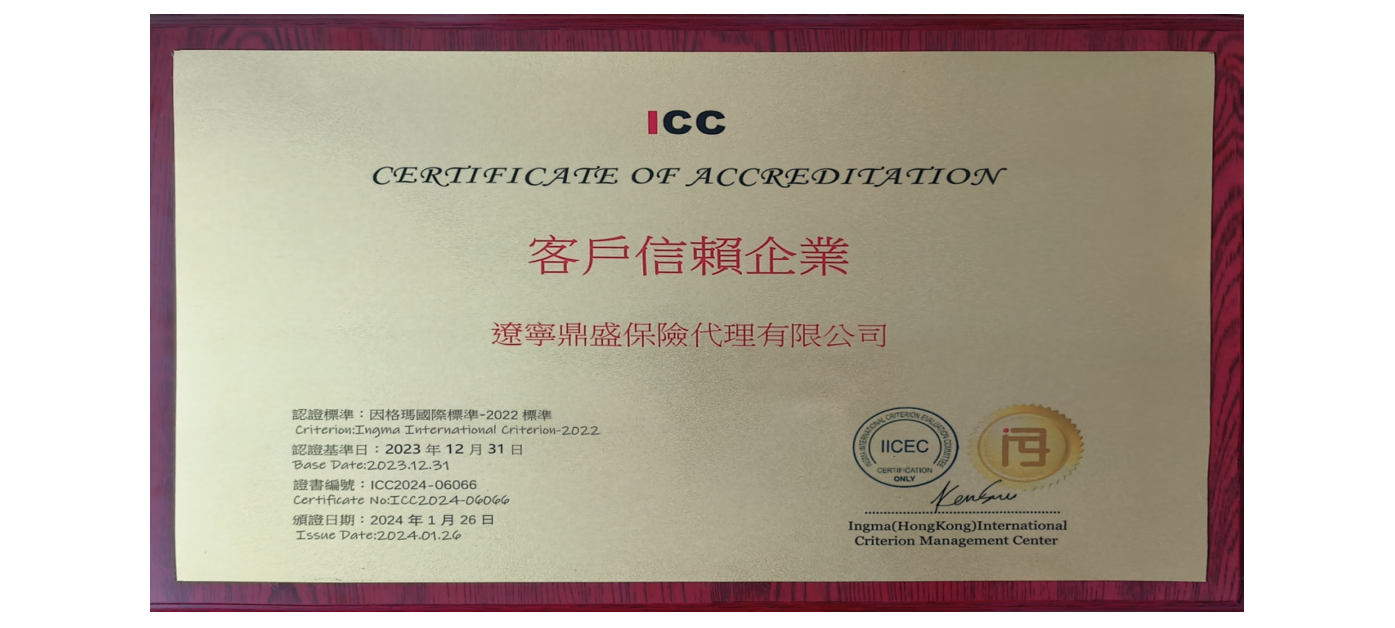 ICC
CERTIFICATE OF ACCREDITATION
客戶信賴企業
遼寧鼎盛保險代理有限公司
認證標準：因格瑪國際標準-2022 標準
Criterion:Ingma International Criterion-2022
認證基準日：2023 年 12 月 31 日
Base Date:2023.12.31
證書編號：ICC2024-06066
Certificate No:ICC2024-06066
頒證日期：2024 年 1 月 26 日
Issue Date:2024.01.26
INTERNATIONAL CRITERION EVALUATION COMMITTEE
IICEC
CERTIFICATION
ONLY
Ingma(HongKong)International
Criterion Management Center